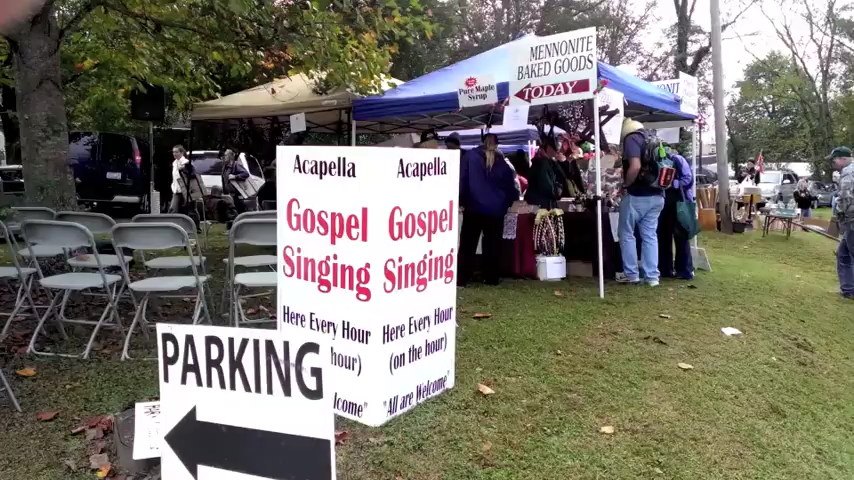 MENNONITE
BAKED GOODS
TODAY
Pure Maple
Syrup
Acapella
Gospel
Singing
Here Every Hour
hour)
lcome"
Acapella
Gospel
Singing
Here Every Hour
(on the hour)
"All are Welcome"
PARKING